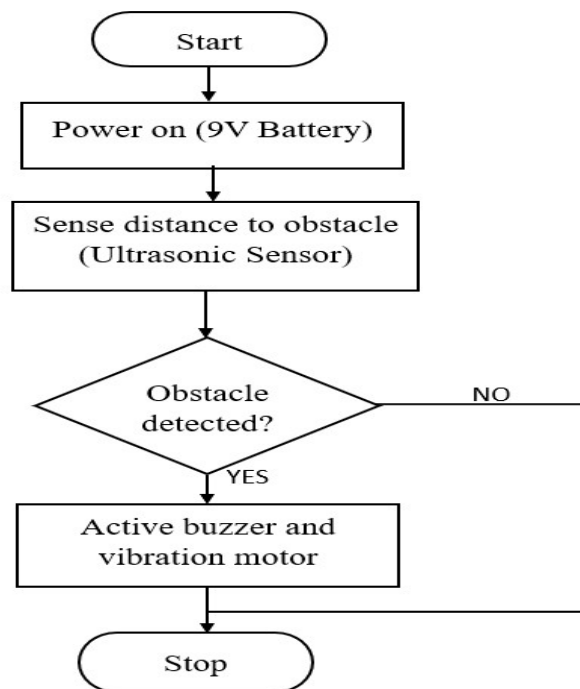 Start
Power on (9V Battery)
Sense distance to obstacle
(Ultrasonic Sensor)
Obstacle
detected?
NO
YES
Active buzzer and
vibration motor
Stop